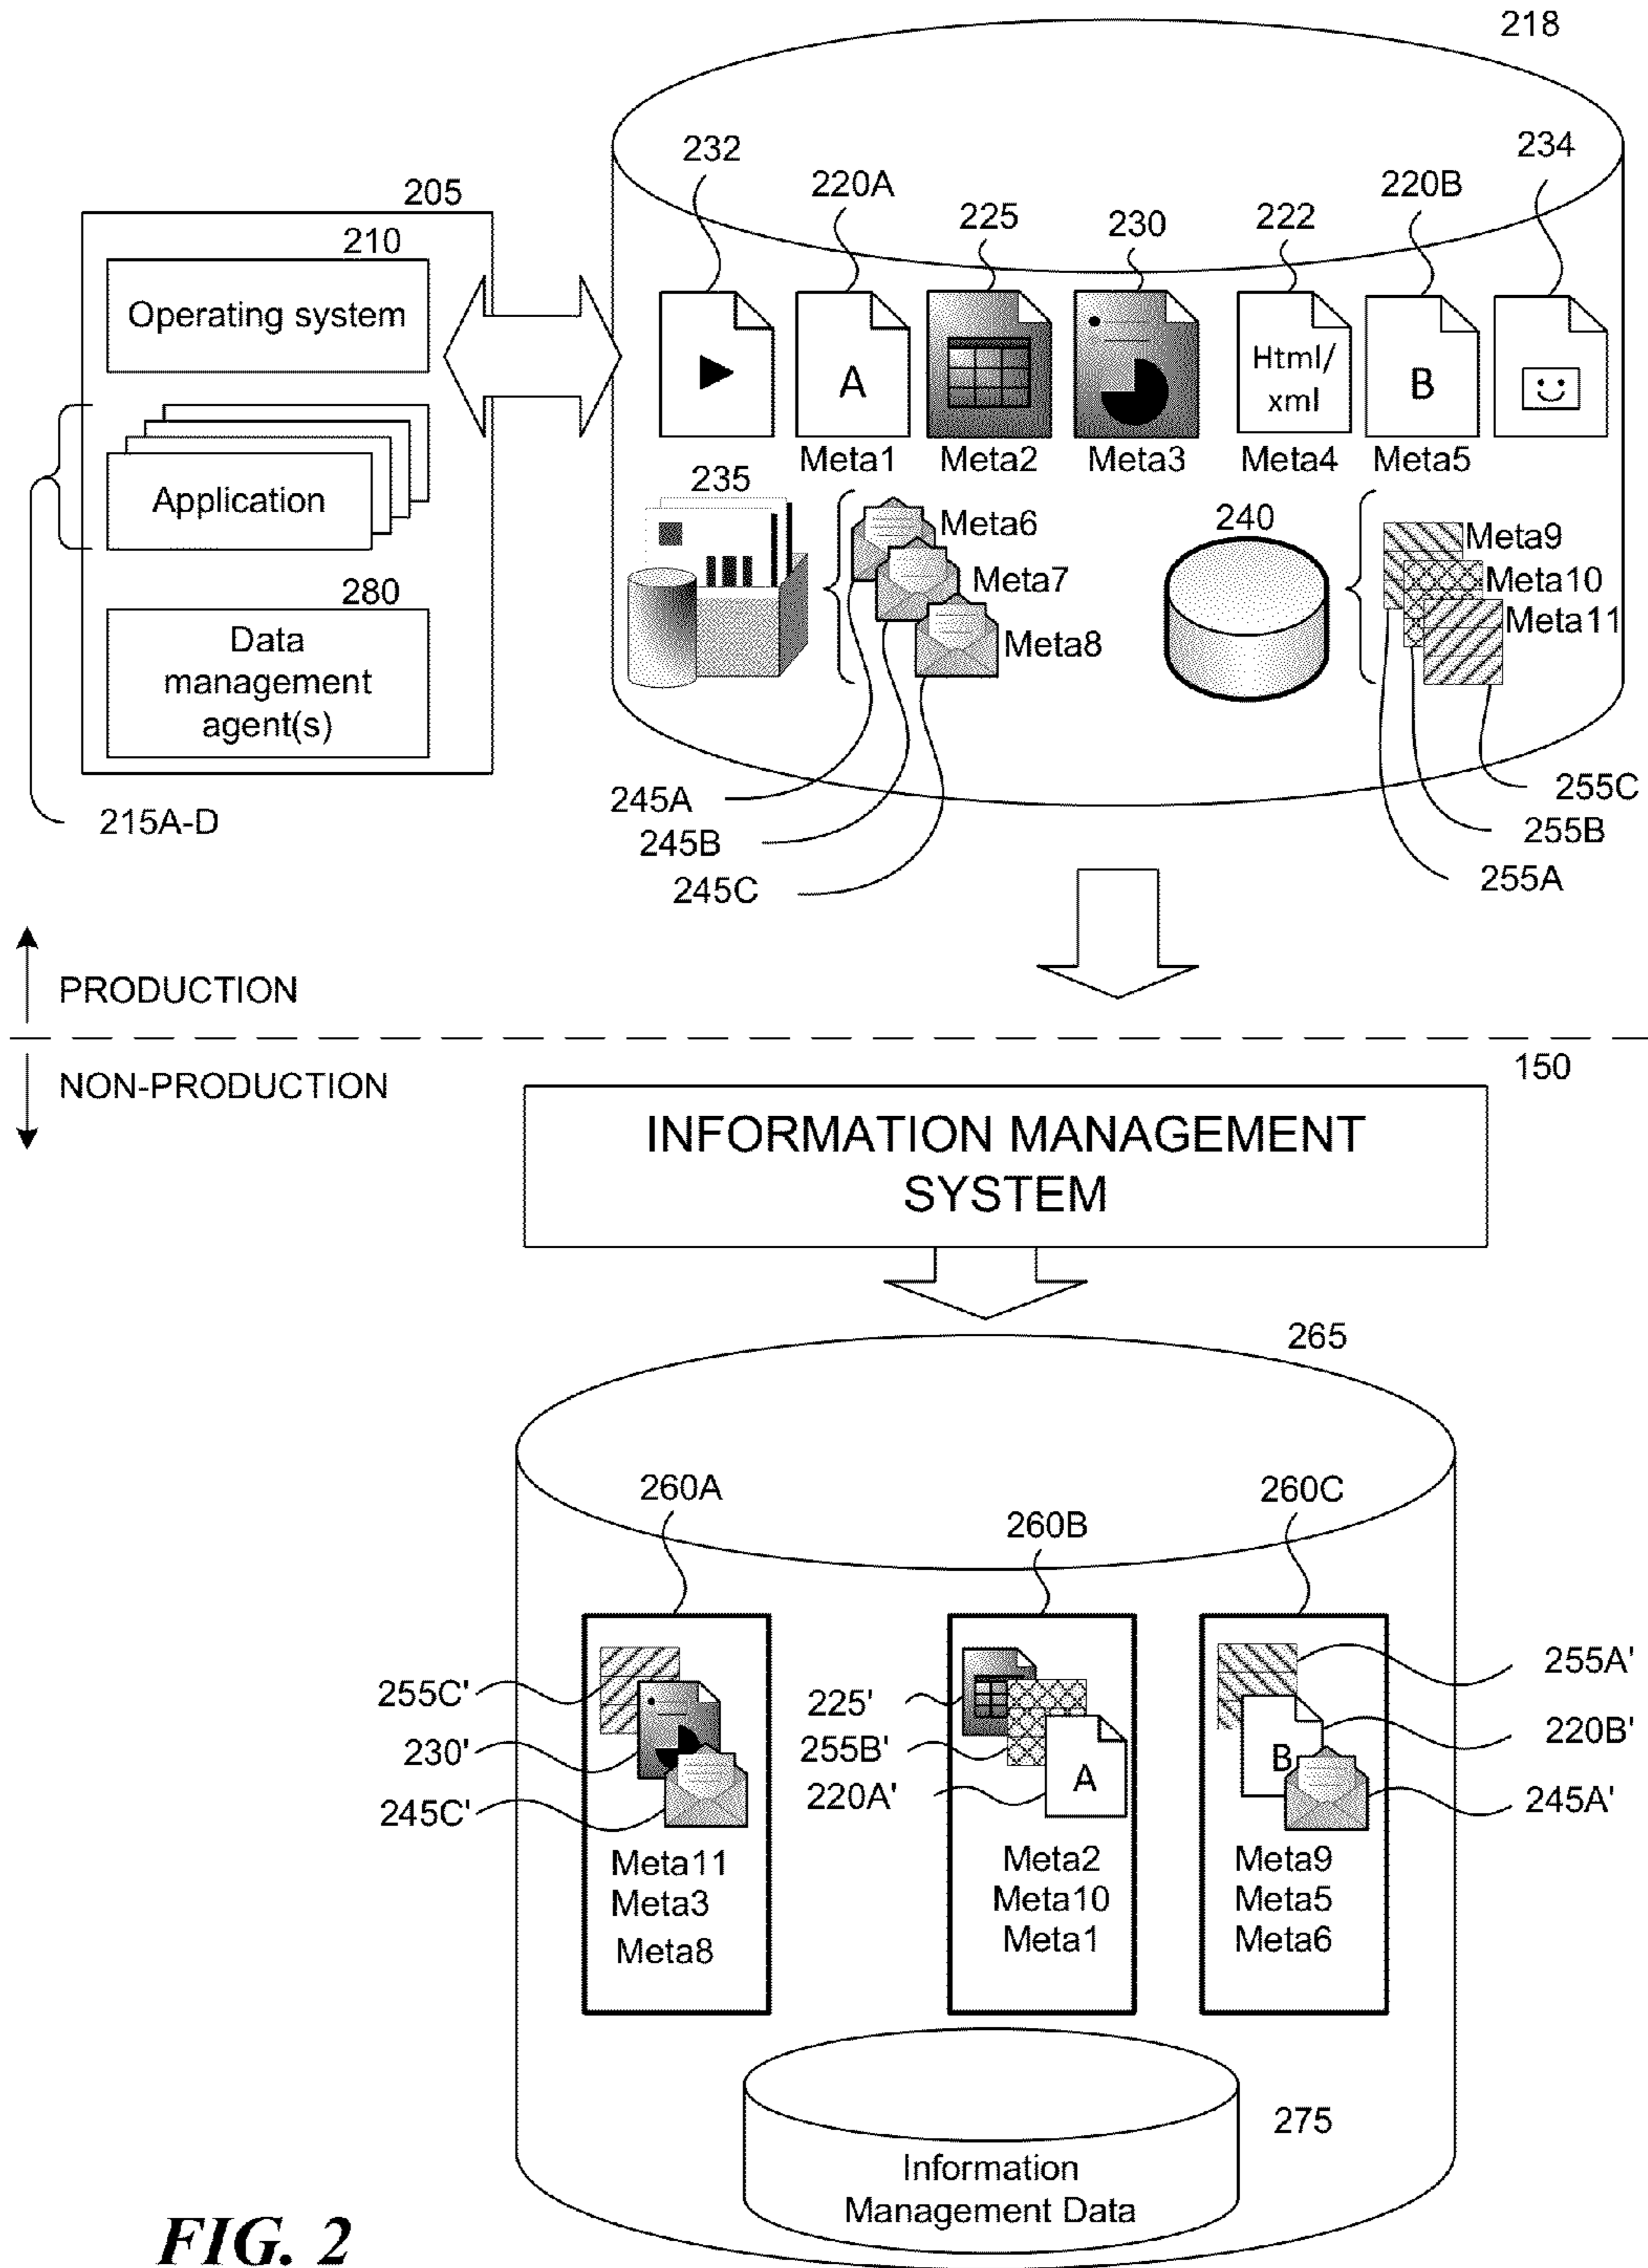 218
232
234
220A
220B
205
225
230
222
210
Operating system
A
Html/
xml
B
Meta1
Meta2
Meta3
Meta4
Meta5
235
240
Application
Meta6
Meta9
Meta7
Meta10
280
Meta11
Data
management
agent(s)
Meta8
245A
255C
215A-D
245B
255B
245C
255A
PRODUCTION
150
NON-PRODUCTION
INFORMATION MANAGEMENT
SYSTEM
265
260A
260C
260B
255C'
225'
255A'
230'
255B'
220B'
B
A
245C'
220A'
245A'
Meta11
Meta3
Meta8
Meta2
Meta10
Meta1
Meta9
Meta5
Meta6
275
Information
Management Data
FIG. 2